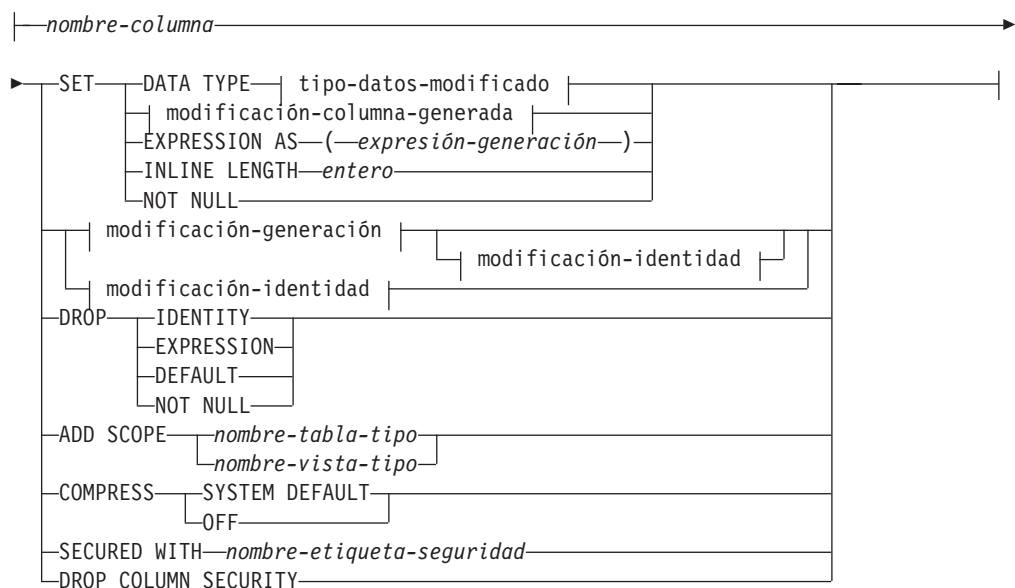 nombre-columna
SET DATA TYPE tipo-datos-modificado
modificación-columna-generada
EXPRESSION AS ( expresión-generación )
INLINE LENGTH entero
NOT NULL
modificación-generación
modificación-identidad
modificación-identidad
DROP IDENTITY
EXPRESSION
DEFAULT
NOT NULL
ADD SCOPE nombre-tabla-tipo
nombre-vista-tipo
COMPRESS SYSTEM DEFAULT
OFF
SECURED WITH nombre-etiqueta-seguridad
DROP COLUMN SECURITY